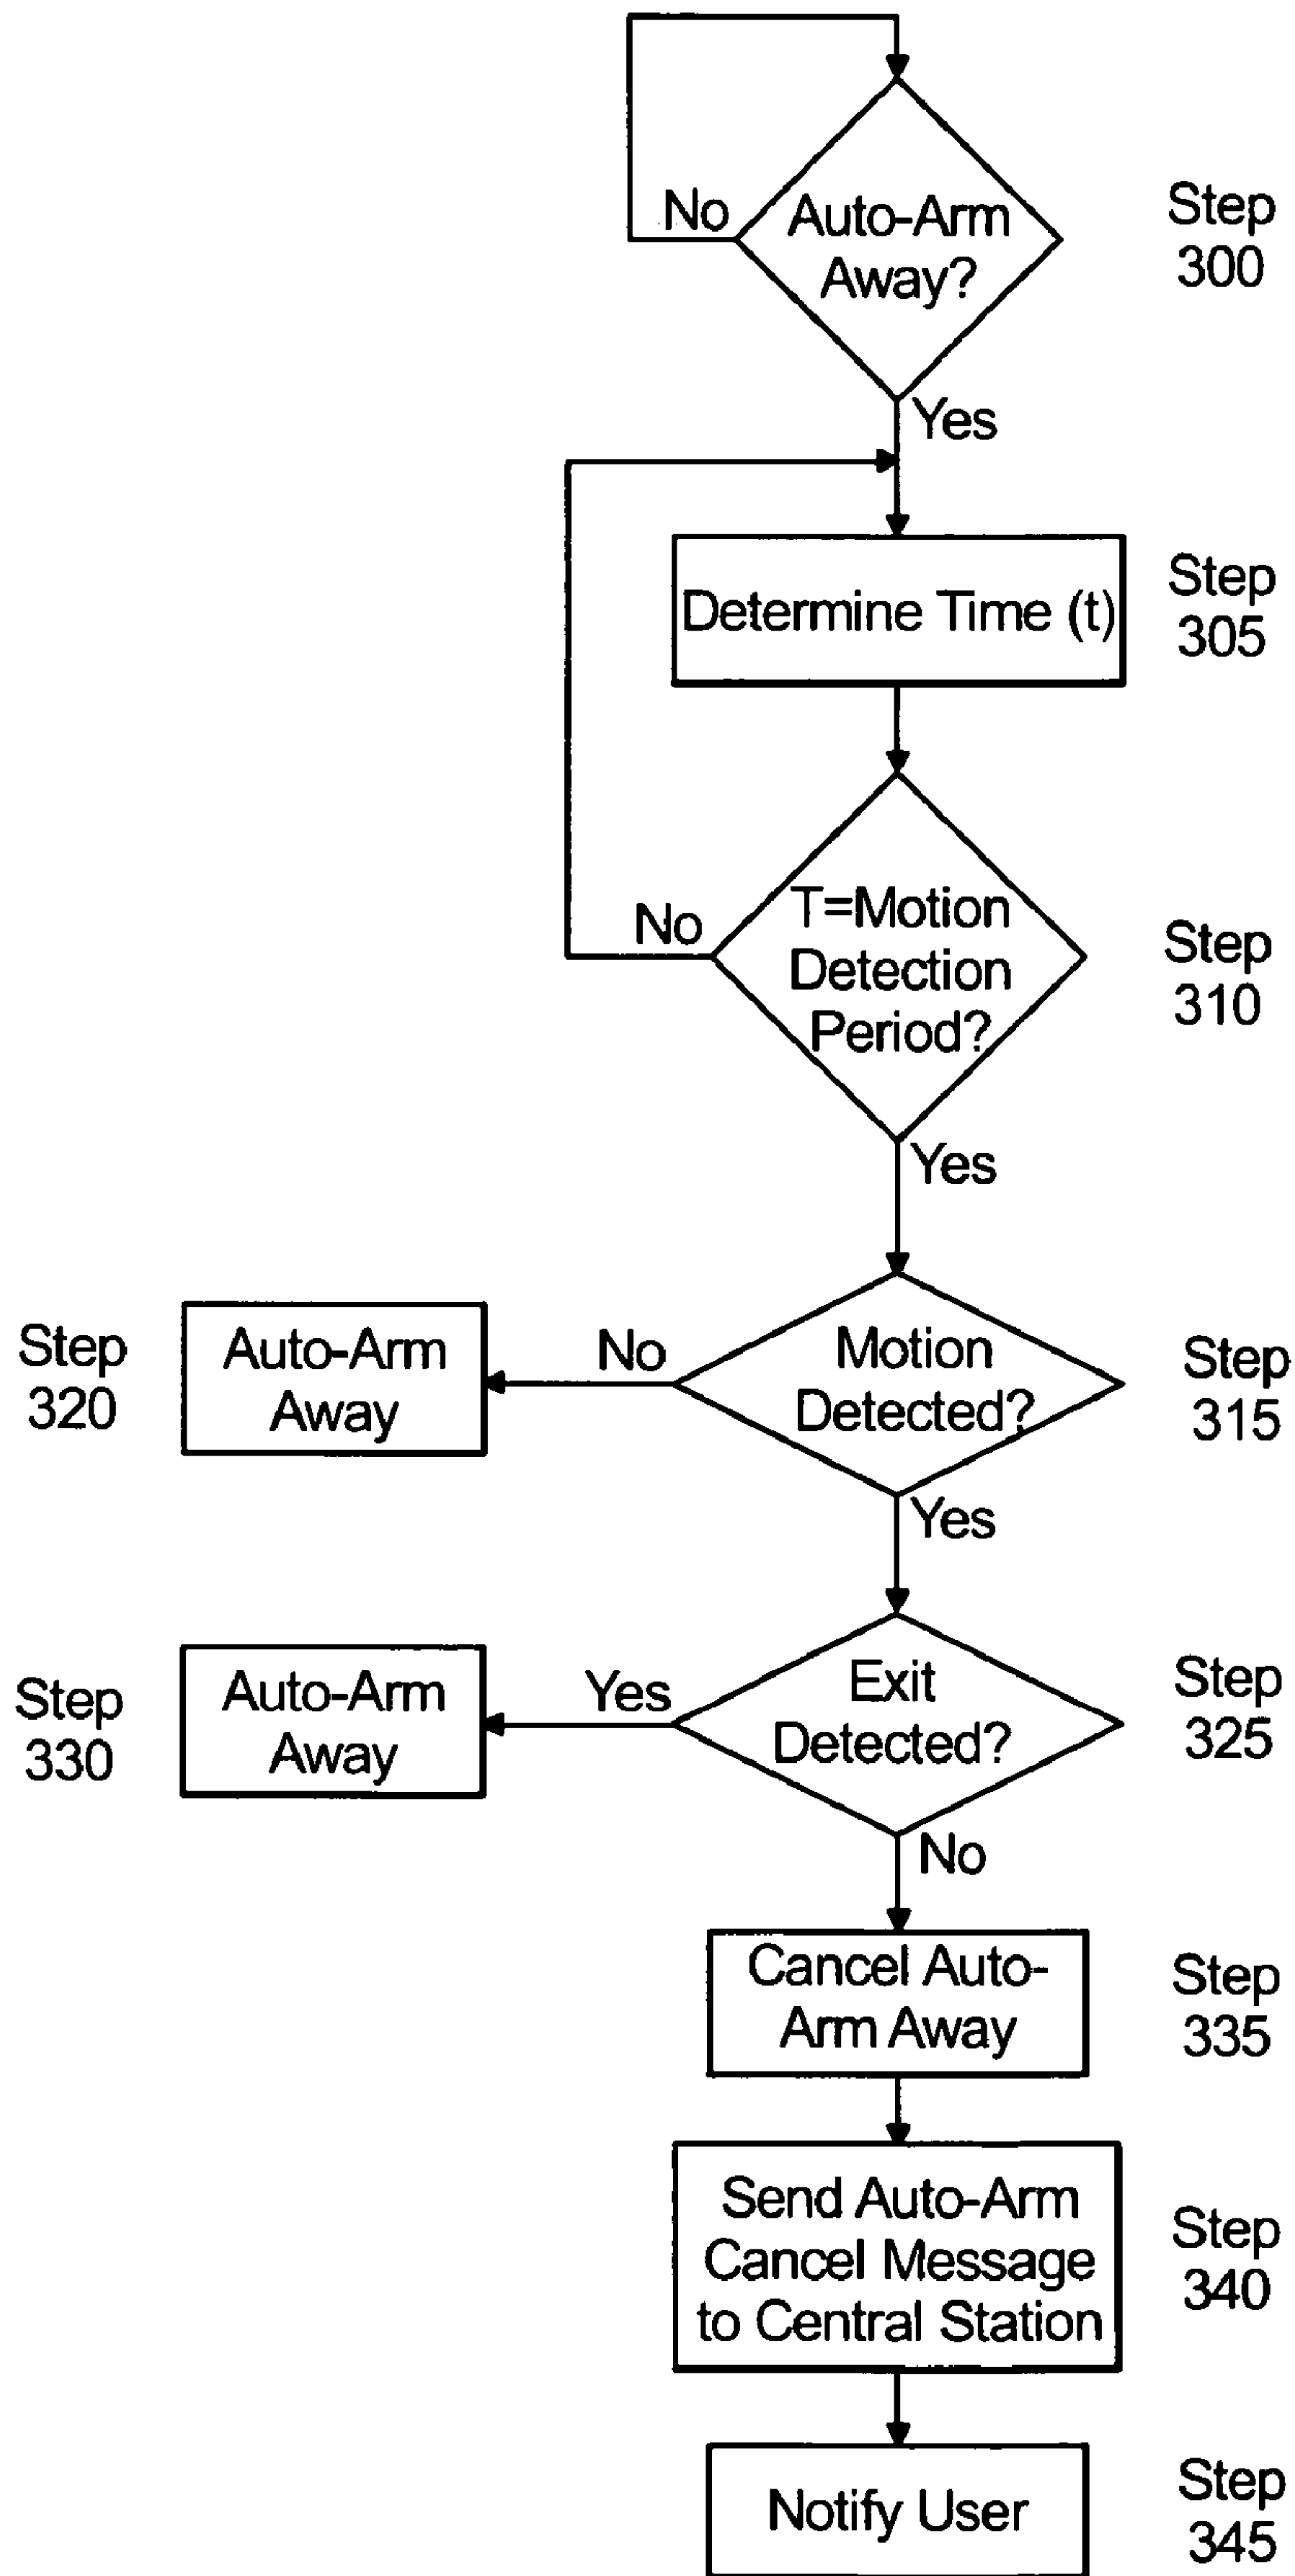 No
Auto-Arm
Away?
Step
300
Yes
Determine Time (t)
Step
305
No
T=Motion
Detection
Period?
Step
310
Yes
Step
320
Auto-Arm
Away
No
Motion
Detected?
Step
315
Yes
Step
330
Auto-Arm
Away
Yes
Exit
Detected?
Step
325
No
Cancel Auto-
Arm Away
Step
335
Send Auto-Arm
Cancel Message
to Central Station
Step
340
Notify User
Step
345